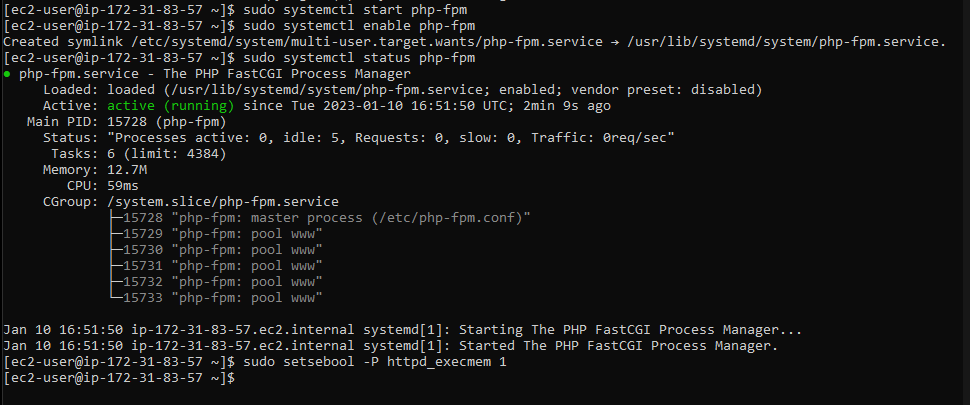 [ec2-user@ip-172-31-83-57 ~]$ sudo systemctl start php-fpm
[ec2-user@ip-172-31-83-57 ~]$ sudo systemctl enable php-fpm
Created symlink /etc/systemd/system/multi-user.target.wants/php-fpm.service → /usr/lib/systemd/system/php-fpm.service.
[ec2-user@ip-172-31-83-57 ~]$ sudo systemctl status php-fpm
● php-fpm.service - The PHP FastCGI Process Manager
     Loaded: loaded (/usr/lib/systemd/system/php-fpm.service; enabled; vendor preset: disabled)
     Active: active (running) since Tue 2023-01-10 16:51:50 UTC; 2min 9s ago
   Main PID: 15728 (php-fpm)
     Status: "Processes active: 0, idle: 5, Requests: 0, slow: 0, Traffic: 0req/sec"
      Tasks: 6 (limit: 4384)
     Memory: 12.7M
        CPU: 59ms
     CGroup: /system.slice/php-fpm.service
             ├─15728 "php-fpm: master process (/etc/php-fpm.conf)"
             ├─15729 "php-fpm: pool www"
             ├─15730 "php-fpm: pool www"
             ├─15731 "php-fpm: pool www"
             ├─15732 "php-fpm: pool www"
             └─15733 "php-fpm: pool www"

Jan 10 16:51:50 ip-172-31-83-57.ec2.internal systemd[1]: Starting The PHP FastCGI Process Manager...
Jan 10 16:51:50 ip-172-31-83-57.ec2.internal systemd[1]: Started The PHP FastCGI Process Manager.
[ec2-user@ip-172-31-83-57 ~]$ sudo setsebool -P httpd_execmem 1
[ec2-user@ip-172-31-83-57 ~]$